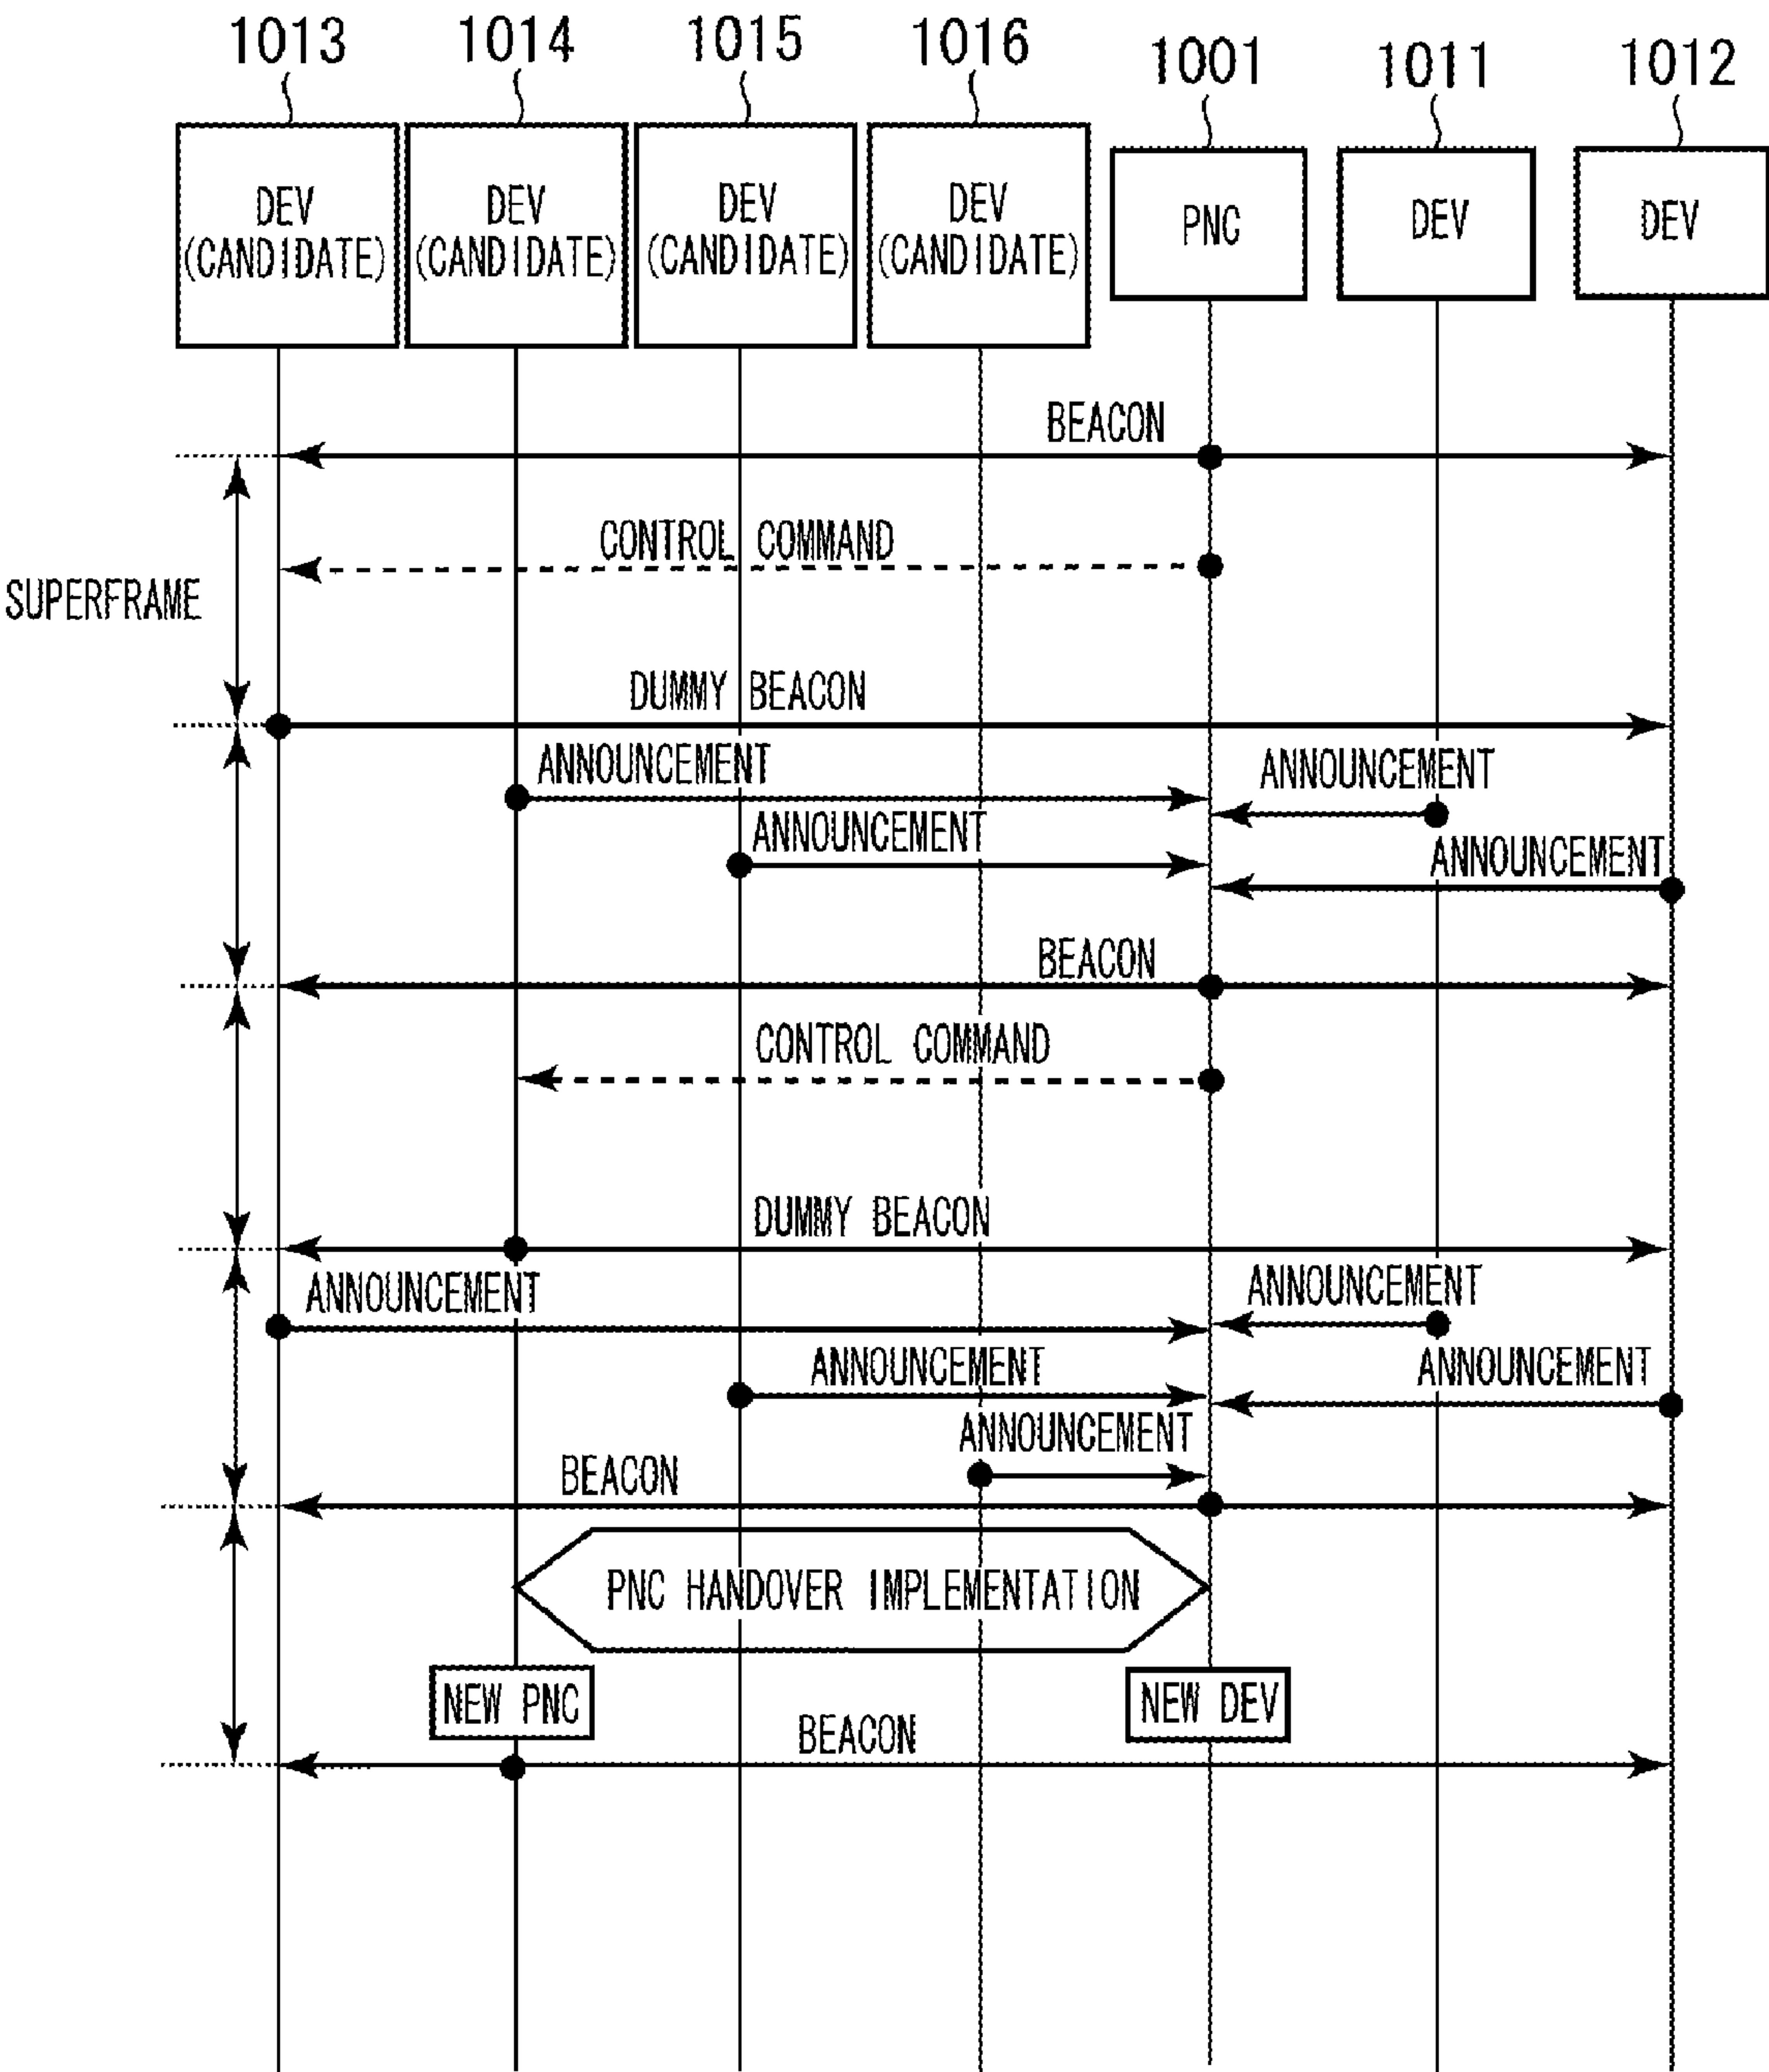 1013
1014
1015
1016
1001
1011
1012
DEV
(CANDIDATE)
DEV
(CANDIDATE)
DEV
(CANDIDATE)
DEV
(CANDIDATE)
PNC
DEV
DEV
BEACON
CONTROL COMMAND
SUPERFRAME
DUMMY BEACON
ANNOUNCEMENT
ANNOUNCEMENT
ANNOUNCEMENT
ANNOUNCEMENT
BEACON
CONTROL COMMAND
DUMMY BEACON
ANNOUNCEMENT
ANNOUNCEMENT
ANNOUNCEMENT
ANNOUNCEMENT
ANNOUNCEMENT
BEACON
PNC HANDOVER IMPLEMENTATION
NEW PNC
NEW DEV
BEACON